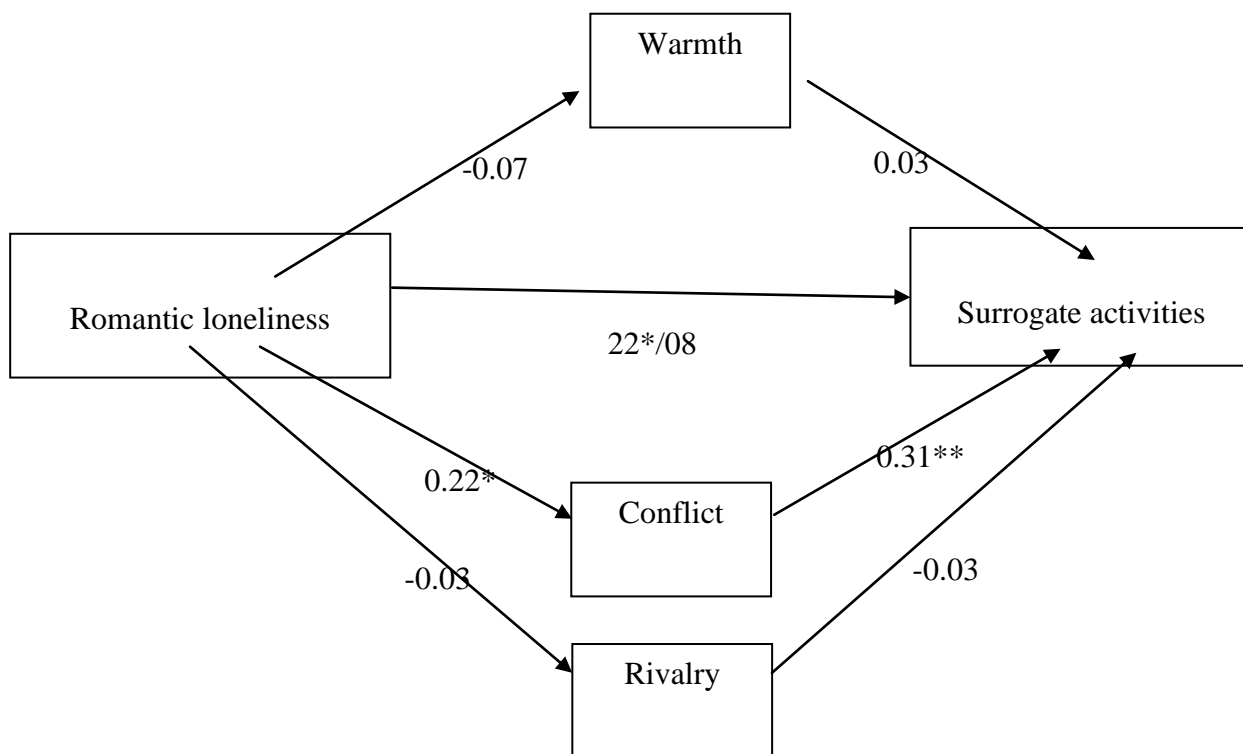 Warmth
-0.07
0.03
Romantic loneliness
Surrogate activities
22*/08
0.22*
0.31**
Conflict
-0.03
-0.03
Rivalry